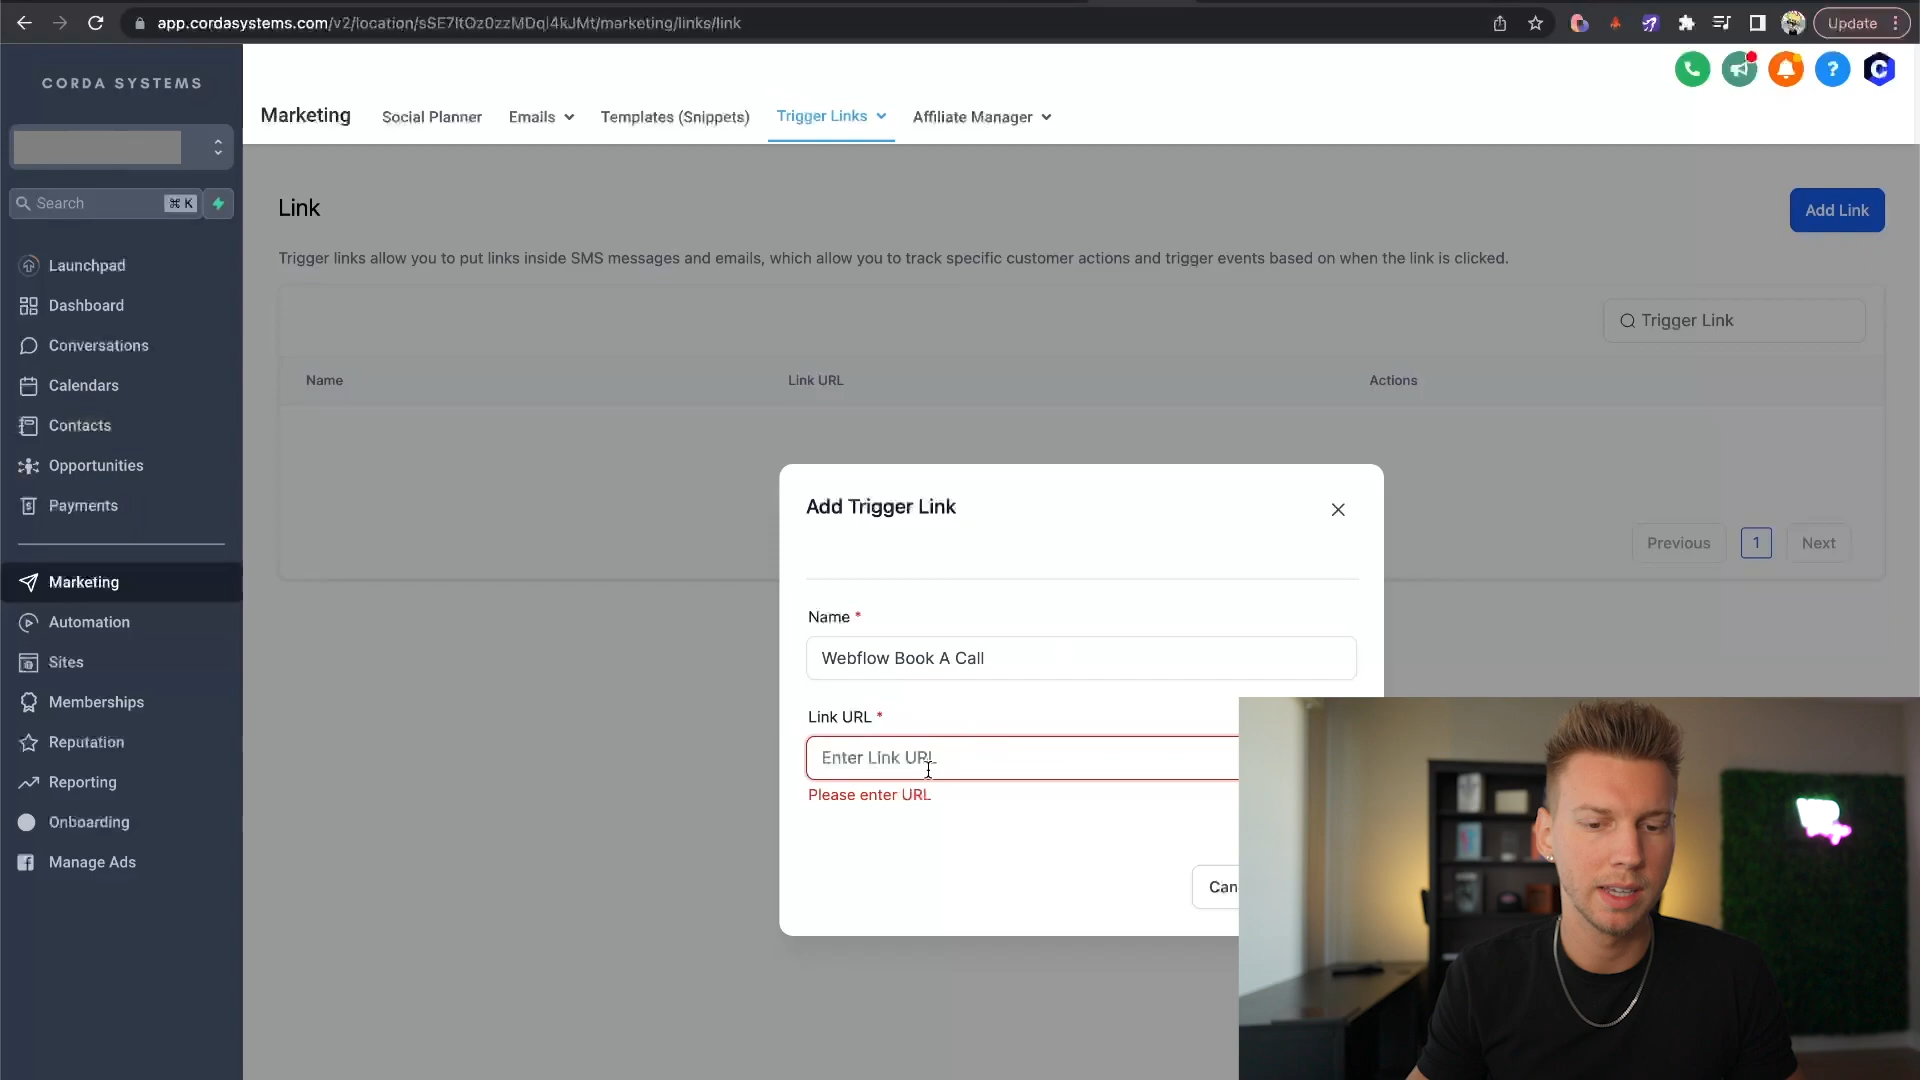 app.cordasystems.com/v2/location/sSE7ltOz0zzMDql4kJMt/marketing/links/link
Update
CORDA SYSTEMS
Search
⌘ K
Launchpad
Dashboard
Conversations
Calendars
Contacts
Opportunities
Payments
Marketing
Automation
Sites
Memberships
Reputation
Reporting
Onboarding
Manage Ads
Marketing
Social Planner
Emails
Templates (Snippets)
Trigger Links
Affiliate Manager
Link
Add Link
Trigger links allow you to put links inside SMS messages and emails, which allow you to track specific customer actions and trigger events based on when the link is clicked.
Trigger Link
Name
Link URL
Actions
Previous
1
Next
Add Trigger Link
Name *
Webflow Book A Call
Link URL *
Enter Link URL
Please enter URL
Can